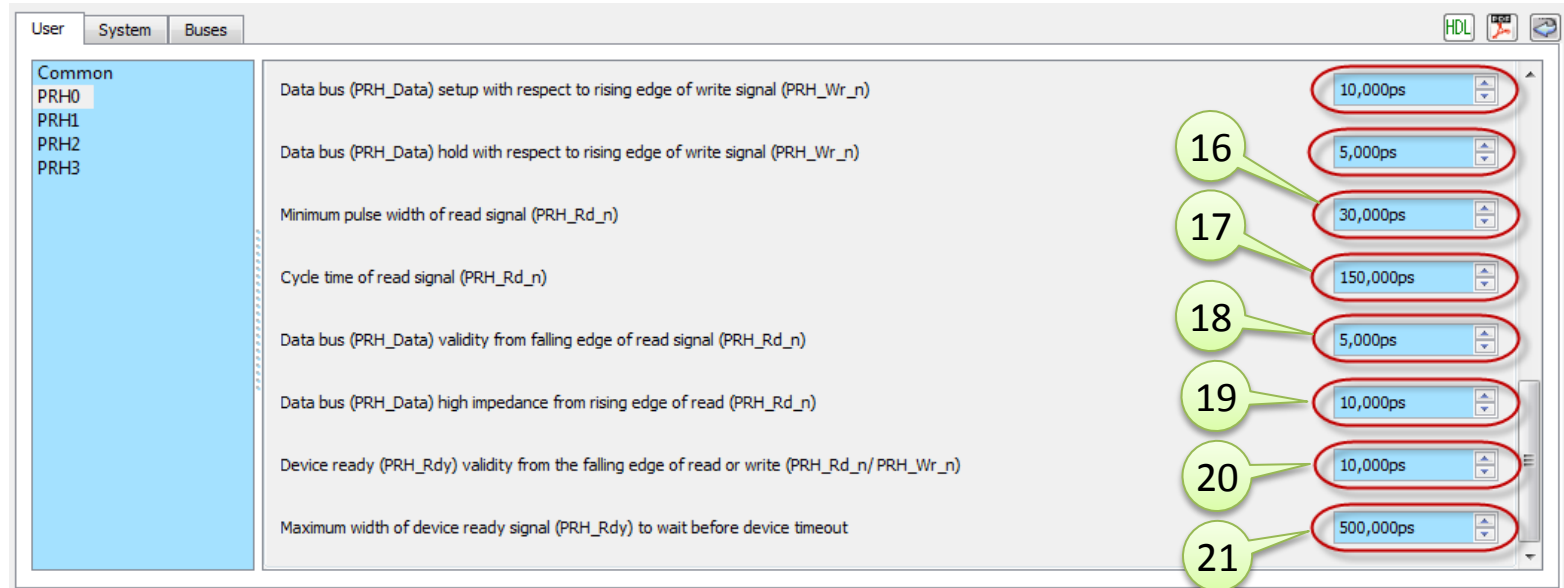 User System Buses
HDL PDF
Common
PRH0
PRH1
PRH2
PRH3
Data bus (PRH_Data) setup with respect to rising edge of write signal (PRH_Wr_n) 10,000ps
Data bus (PRH_Data) hold with respect to rising edge of write signal (PRH_Wr_n) 5,000ps
16
Minimum pulse width of read signal (PRH_Rd_n) 30,000ps
17
Cycle time of read signal (PRH_Rd_n) 150,000ps
18
Data bus (PRH_Data) validity from falling edge of read signal (PRH_Rd_n) 5,000ps
Data bus (PRH_Data) high impedance from rising edge of read (PRH_Rd_n) 19 10,000ps
Device ready (PRH_Rdy) validity from the falling edge of read or write (PRH_Rd_n/ PRH_Wr_n) 20 10,000ps
Maximum width of device ready signal (PRH_Rdy) to wait before device timeout 500,000ps
21